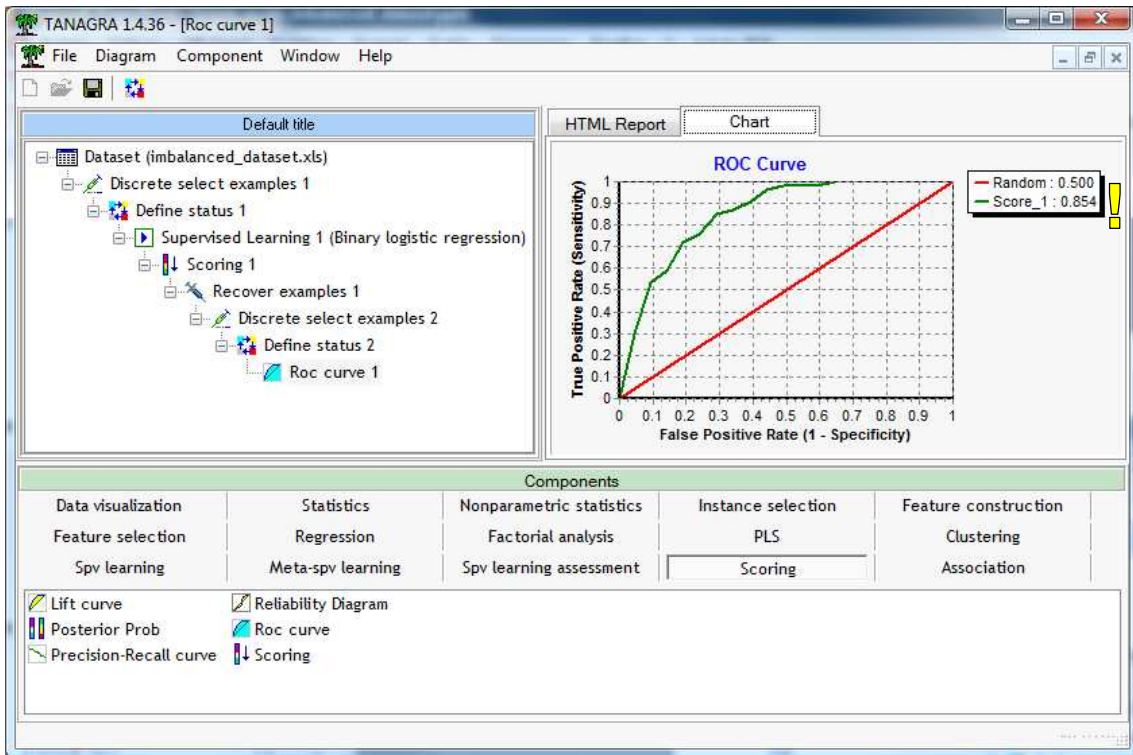 TANAGRA 1.4.36 - [Roc curve 1]
File Diagram Component Window Help
Default title
Dataset (imbalanced_dataset.xls)
Discrete select examples 1
Define status 1
Supervised Learning 1 (Binary logistic regression)
Scoring 1
Recover examples 1
Discrete select examples 2
Define status 2
Roc curve 1
HTML Report Chart
ROC Curve
Random : 0.500
Score_1 : 0.854
!
True Positive Rate (Sensitivity)
1
0.9
0.8
0.7
0.6
0.5
0.4
0.3
0.2
0.1
0
0 0.1 0.2 0.3 0.4 0.5 0.6 0.7 0.8 0.9 1
False Positive Rate (1 - Specificity)
Components
Data visualization Statistics Nonparametric statistics Instance selection Feature construction
Feature selection Regression Factorial analysis PLS Clustering
Spv learning Meta-spv learning Spv learning assessment Scoring Association
Lift curve Reliability Diagram
Posterior Prob Roc curve
Precision-Recall curve Scoring